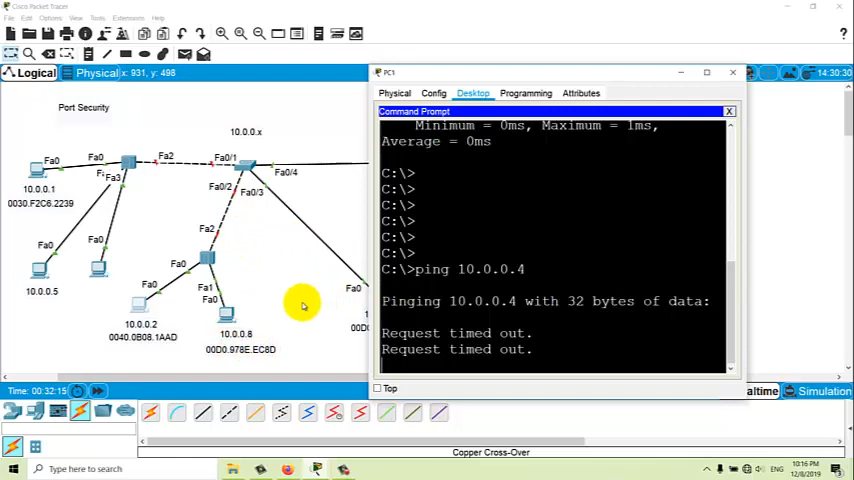 Cisco Packet Tracer
File Edit View Tools Extensions Help
Logical
Physical
x: 931, y: 498
14:30:30
Port Security
10.0.0.x
Fa0
Fa0
Fa2
Fa0/1
Fa0/4
Fa3
Fa0/2
Fa0/3
10.0.0.1
0030.F2C6.2239
Fa0
Fa0
Fa2
10.0.0.5
Fa0
Fa1
Fa0
Fa0
10.0.0.2
0040.0B08.1AAD
10.0.0.8
00D0.978E.EC8D
PC1
Physical Config Desktop Programming Attributes
Command Prompt
X
Minimum = 0ms, Maximum = 1ms,
Average = 0ms
C:\>
C:\>
C:\>
C:\>
C:\>
C:\>
C:\>ping 10.0.0.4
Pinging 10.0.0.4 with 32 bytes of data:
Request timed out.
Request timed out.
Top
Time: 00:32:15
Simulation
Copper Cross-Over
Type here to search
ENG
10:16 PM
12/8/2019